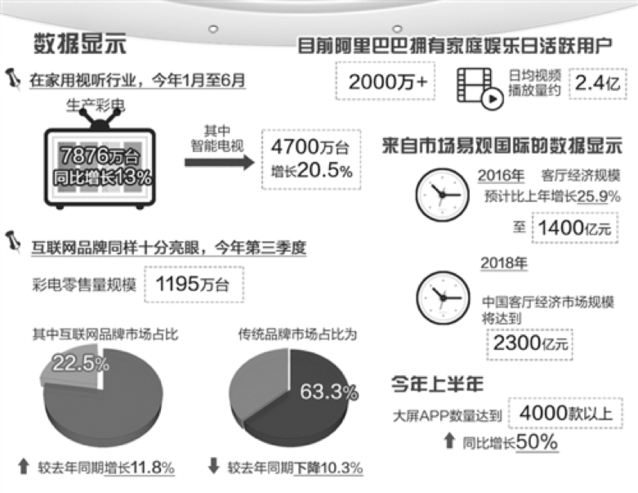 数据显示
在家用视听行业，今年1月至6月
生产彩电
7876万台
同比增长13%
其中
智能电视
4700万台
增长20.5%
互联网品牌同样十分亮眼，今年第三季度
彩电零售量规模
1195万台
其中互联网品牌市场占比
22.5%
较去年同期增长11.8%
传统品牌市场占比为
63.3%
较去年同期下降10.3%
目前阿里巴巴拥有家庭娱乐日活跃用户
2000万+
日均视频
播放量约
2.4亿
来自市场易观国际的数据显示
2016年 客厅经济规模
预计比上年增长25.9%
至 1400亿元
2018年
中国客厅经济市场规模
将达到
2300亿元
今年上半年
大屏APP数量达到 4000款以上
同比增长50%